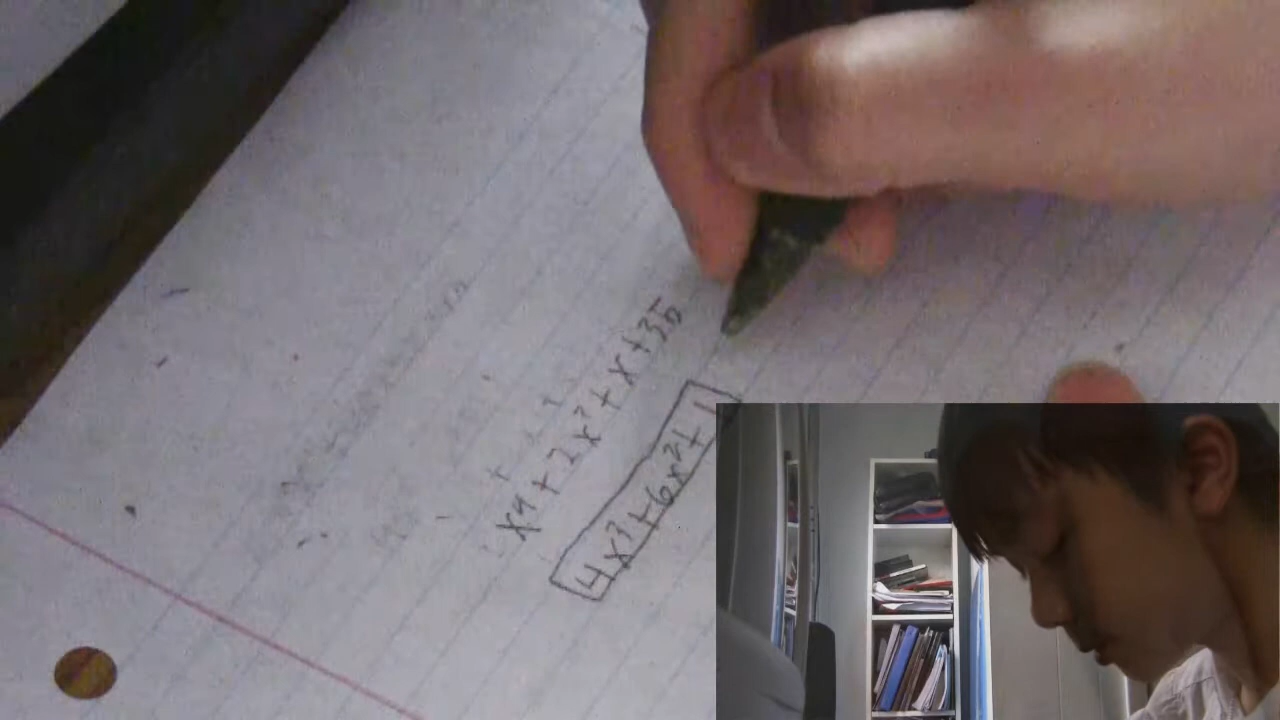 x⁴ + 2x³ + x + 35
4x³ + 6x² + 1